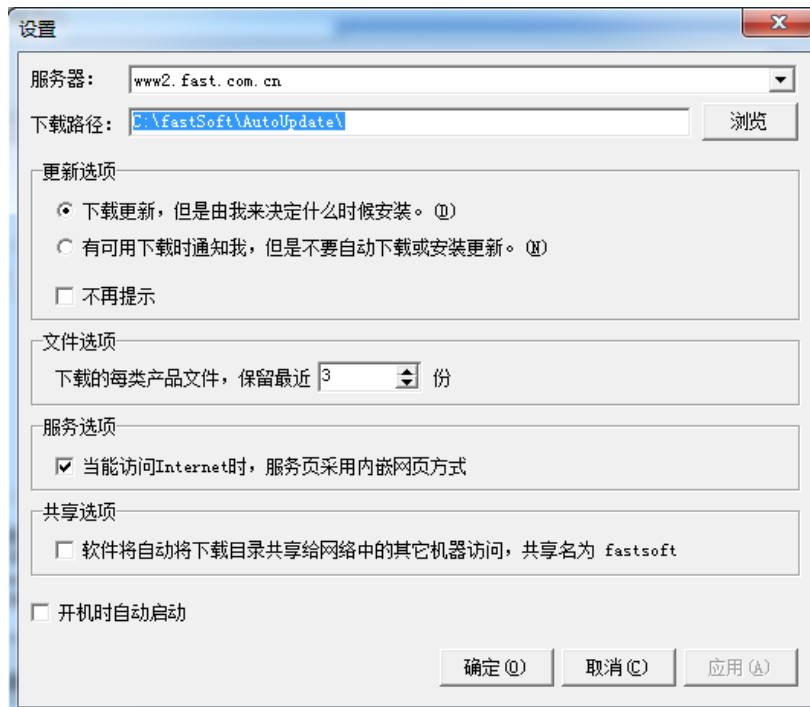 设置
服务器： www2.fast.com.cn
下载路径： C:\fastSoft\AutoUpdate\ 浏览
更新选项
下载更新，但是由我来决定什么时候安装。(D)
有可用下载时通知我，但是不要自动下载或安装更新。(N)
不再提示
文件选项
下载的每类产品文件，保留最近 3 份
服务选项
当能访问Internet时，服务页采用内嵌网页方式
共享选项
软件将自动将下载目录共享给网络中的其它机器访问，共享名为 fastsoft
开机时自动启动
确定(O) 取消(C) 应用(A)